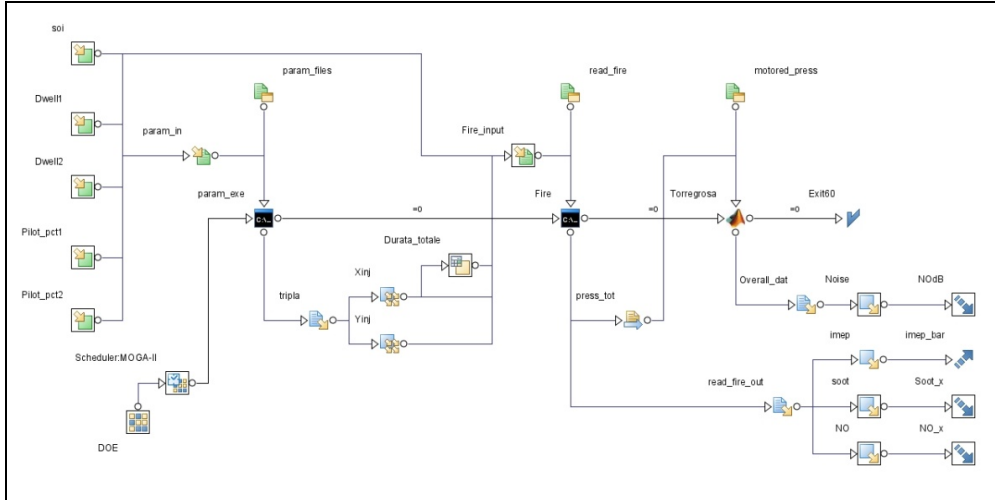 soi
param_files
read_fire
motored_press
Dwell1
param_in
Fire_input
Dwell2
param_exe
Fire
Torregrosa
Exit60
C:\...
=0
C:\...
=0
=0
Pilot_pct1
Durata_totale
Xinj
Overall_dat
Noise
NOdB
Pilot_pct2
tripla
Yinj
press_tot
imep
imep_bar
Scheduler:MOGA-II
read_fire_out
soot
Soot_x
NO
NO_x
DOE